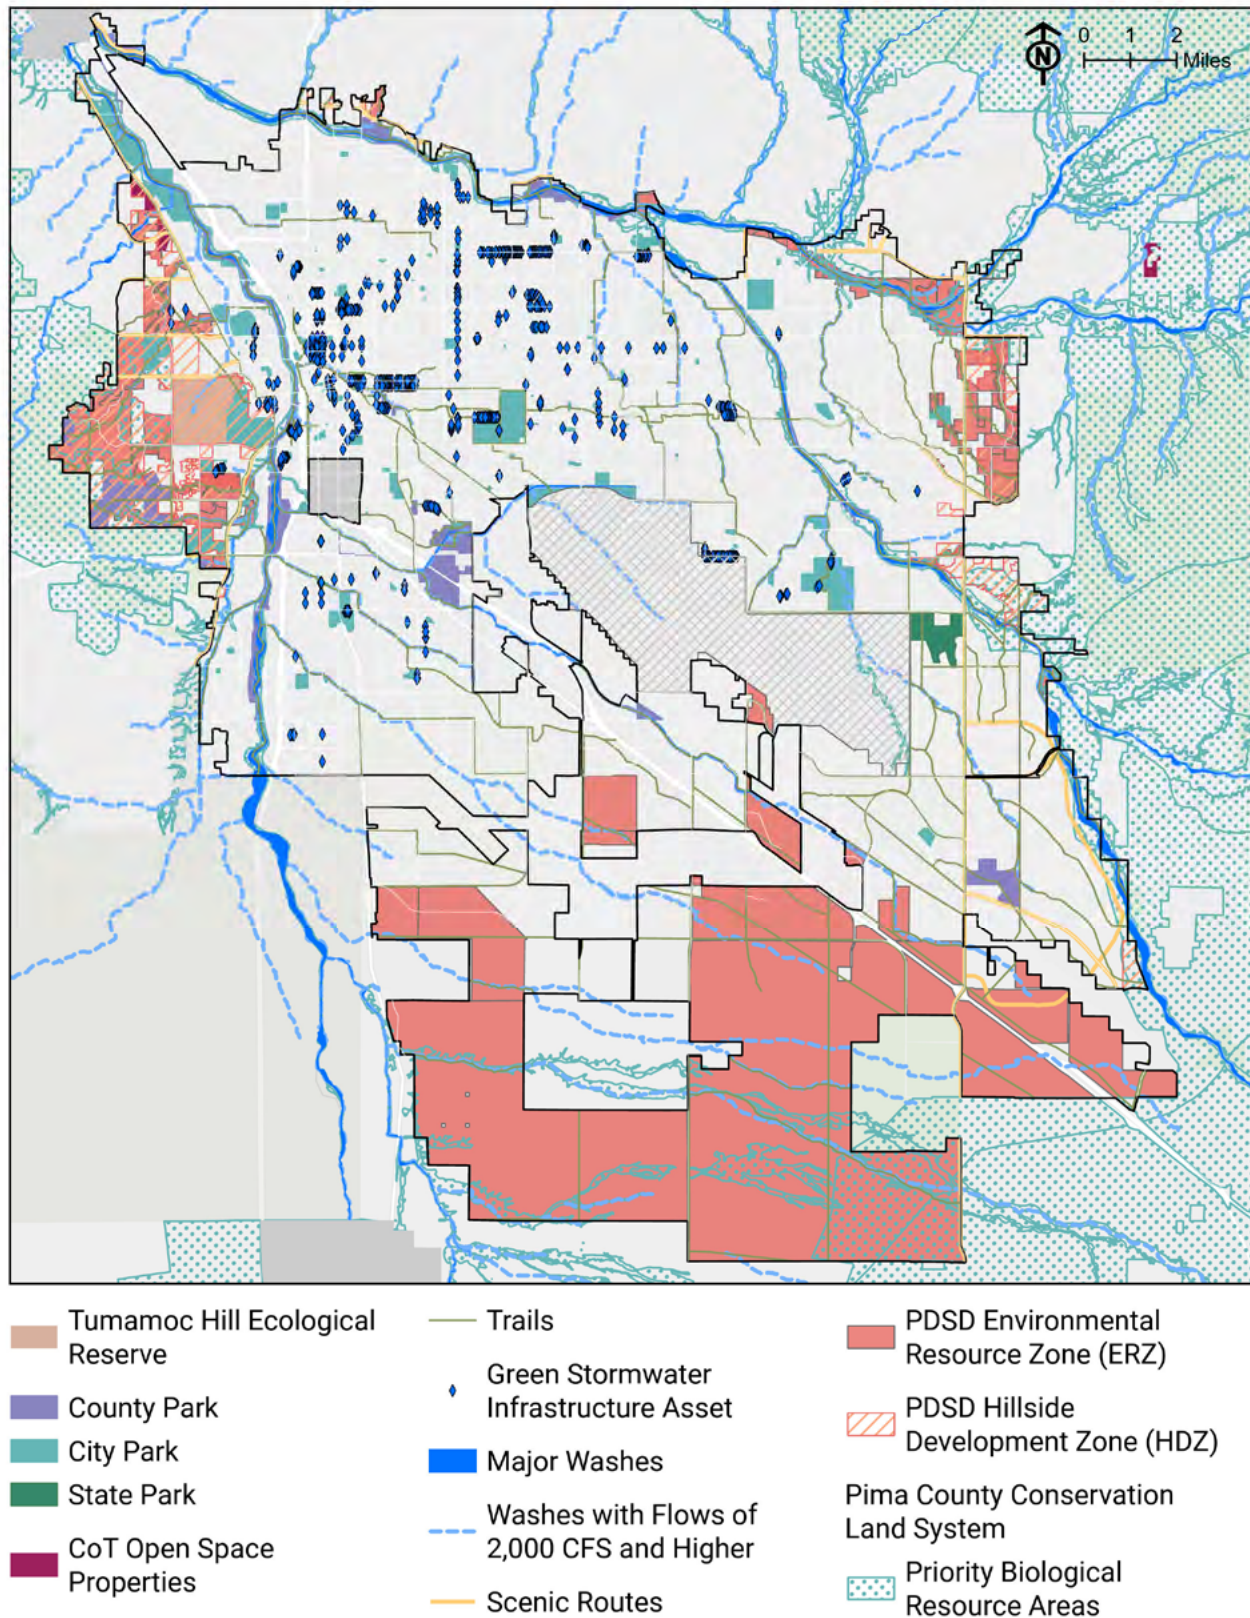 N
0 1 2
Miles
Tumamoc Hill Ecological
Reserve
County Park
City Park
State Park
CoT Open Space
Properties
Trails
Green Stormwater
Infrastructure Asset
Major Washes
Washes with Flows of
2,000 CFS and Higher
Scenic Routes
PDSD Environmental
Resource Zone (ERZ)
PDSD Hillside
Development Zone (HDZ)
Pima County Conservation
Land System
Priority Biological
Resource Areas